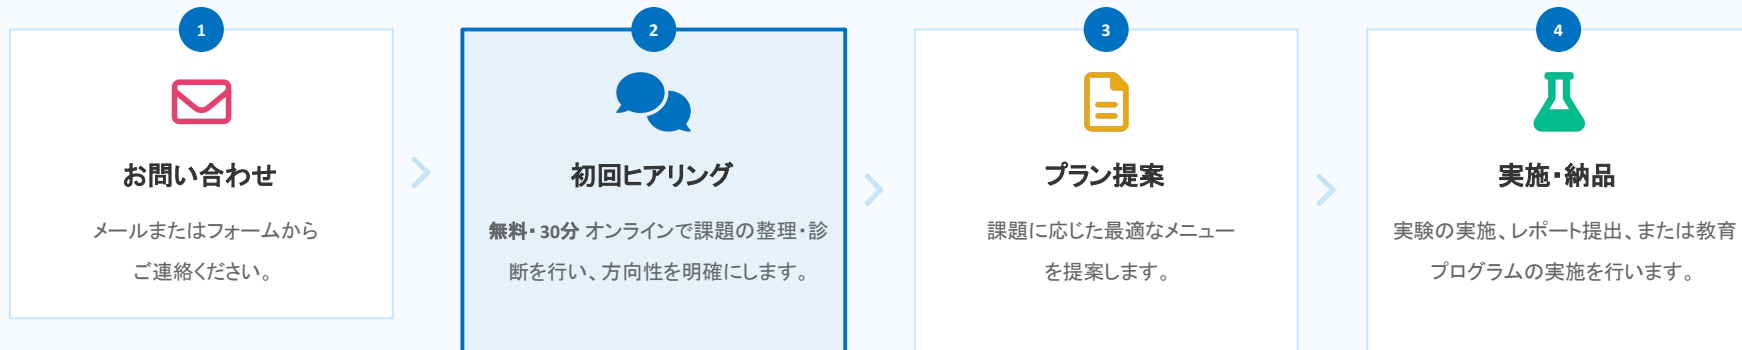 1
お問い合わせ
メールまたはフォームから
ご連絡ください。
2
初回ヒアリング
無料・30分 オンラインで課題の整理・診
断を行い、方向性を明確にします。
3
プラン提案
課題に応じた最適なメニュー
を提案します。
4
実施・納品
実験の実施、レポート提出、または教育
プログラムの実施を行います。